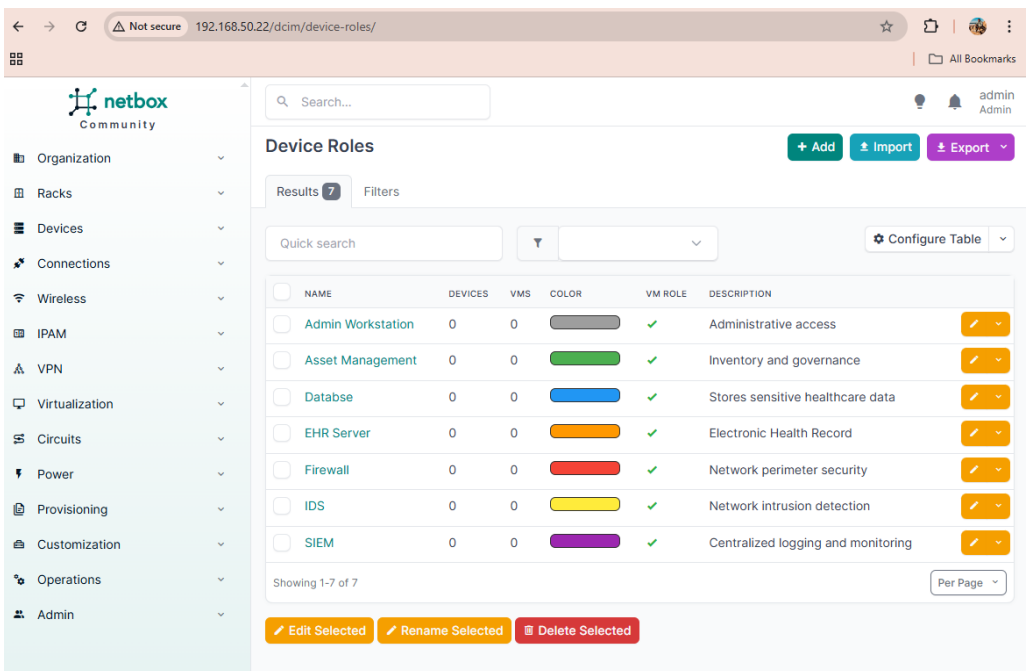 Not secure 192.168.50.22/dcim/device-roles/
All Bookmarks
netbox
Community
Search...
admin
Admin
Organization
Racks
Devices
Connections
Wireless
IPAM
VPN
Virtualization
Circuits
Power
Provisioning
Customization
Operations
Admin
Device Roles
+ Add Import Export
Results 7 Filters
Quick search
Configure Table
NAME DEVICES VMS COLOR VM ROLE DESCRIPTION
Admin Workstation 0 0 Administrative access
Asset Management 0 0 Inventory and governance
Databse 0 0 Stores sensitive healthcare data
EHR Server 0 0 Electronic Health Record
Firewall 0 0 Network perimeter security
IDS 0 0 Network intrusion detection
SIEM 0 0 Centralized logging and monitoring
Showing 1-7 of 7
Per Page
Edit Selected Rename Selected Delete Selected